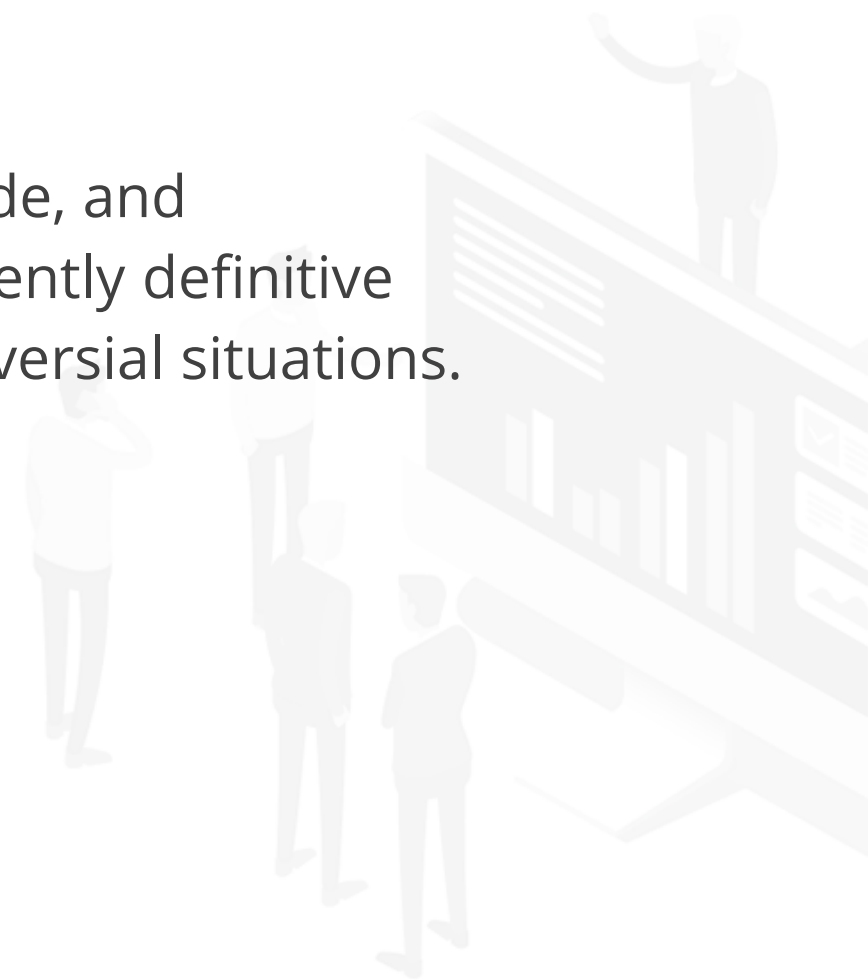 de, and
ently definitive
versial situations.